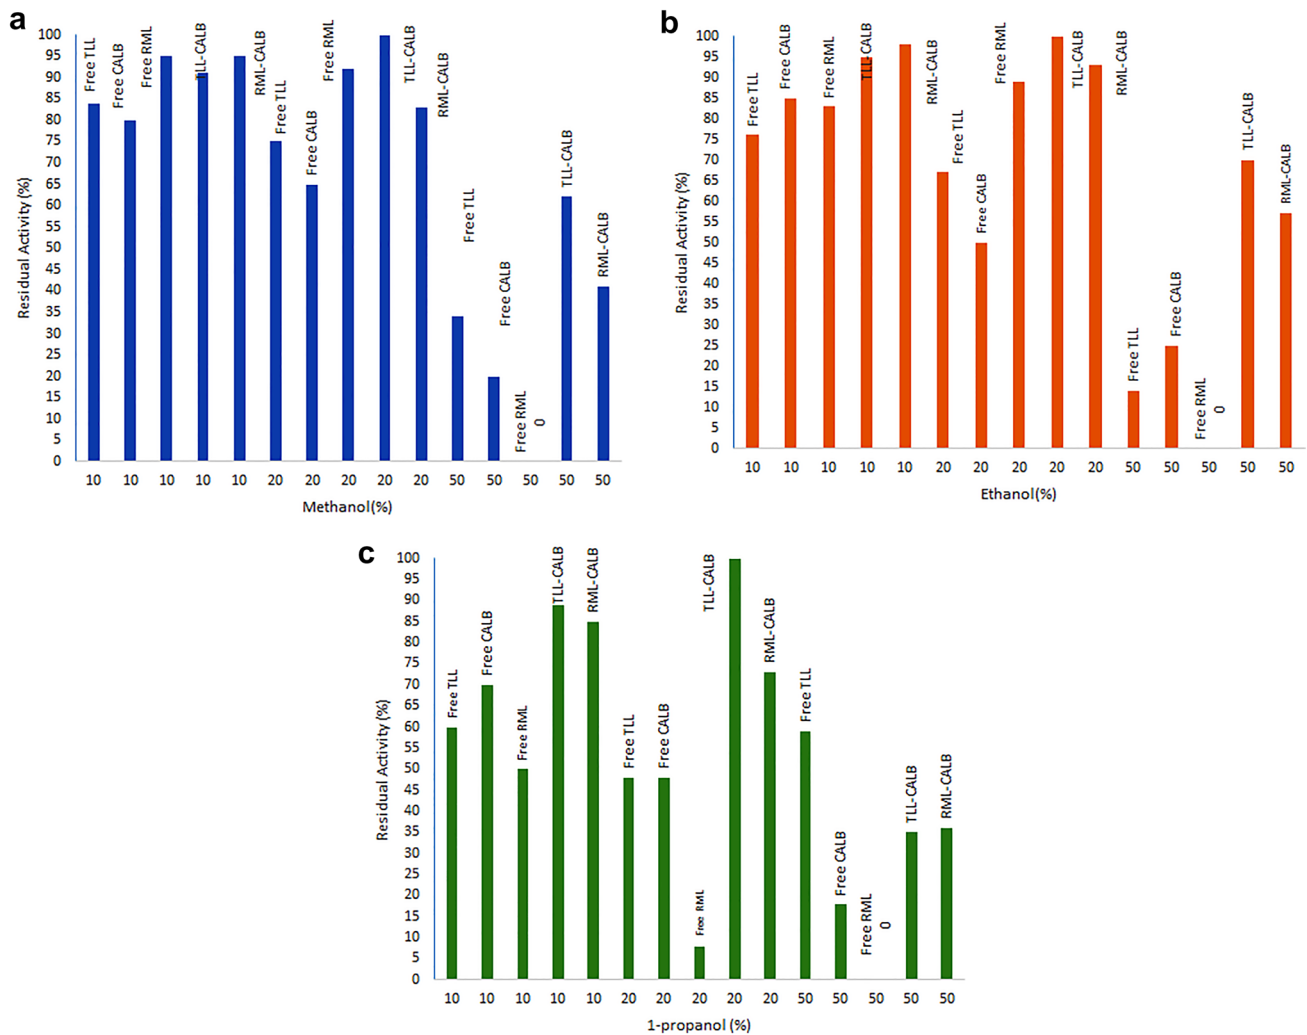 a
100
95
90
85
80
75
70
65
60
55
50
45
40
35
30
25
20
15
10
5
0
Residual Activity (%)
Free TLL
Free CALB
Free RML
TLL-CALB
RML-CALB
Free TLL
Free CALB
Free RML
TLL-CALB
RML-CALB
Free TLL
Free CALB
Free RML
0
TLL-CALB
RML-CALB
10 10 10 10 10 20 20 20 20 20 50 50 50 50 50
Methanol(%)
b
100
95
90
85
80
75
70
65
60
55
50
45
40
35
30
25
20
15
10
5
0
Residual Activity (%)
Free TLL
Free CALB
Free RML
TLL-CALB
RML-CALB
Free TLL
Free CALB
Free RML
TLL-CALB
RML-CALB
Free TLL
Free CALB
Free RML
0
TLL-CALB
RML-CALB
10 10 10 10 10 20 20 20 20 20 50 50 50 50 50
Ethanol(%)
c
100
95
90
85
80
75
70
65
60
55
50
45
40
35
30
25
20
15
10
5
0
Residual Activity (%)
Free TLL
Free CALB
Free RML
TLL-CALB
RML-CALB
Free TLL
Free CALB
Free RML
TLL-CALB
RML-CALB
Free TLL
Free CALB
Free RML
0
TLL-CALB
RML-CALB
10 10 10 10 10 20 20 20 20 20 50 50 50 50 50
1-propanol (%)